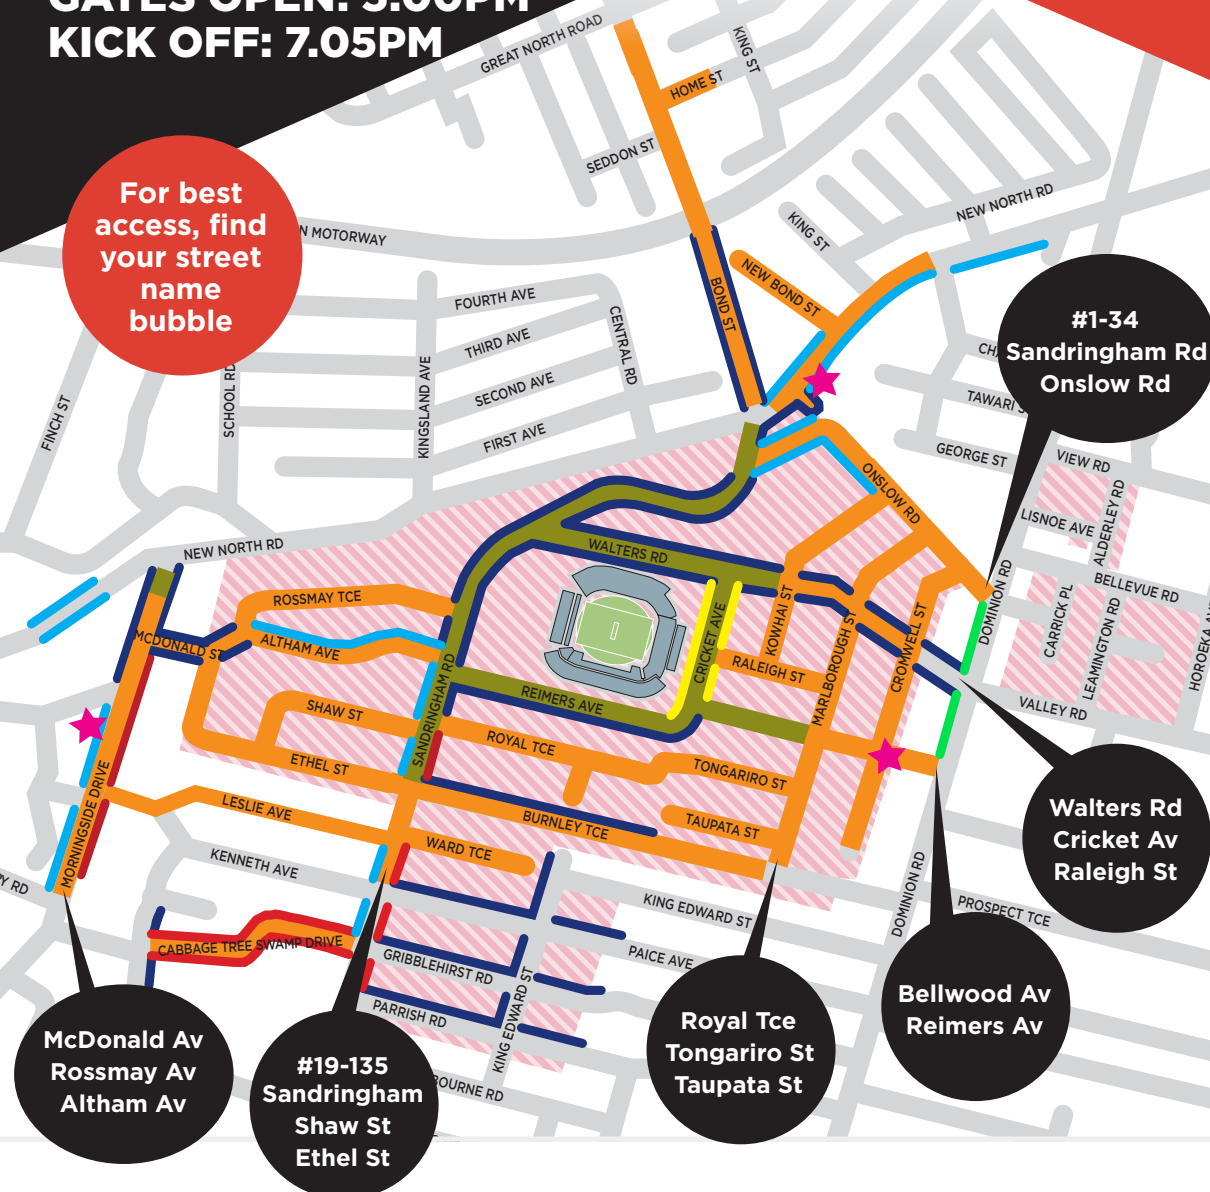 GATES OPEN: 5:00PM
KICK OFF: 7.05PM
For best
access, find
your street
name
bubble
GREAT NORTH ROAD
KING ST
HOME ST
SEDDON ST
N MOTORWAY
NEW NORTH RD
KING ST
NEW BOND ST
BOND ST
FOURTH AVE
THIRD AVE
SECOND AVE
FIRST AVE
CENTRAL RD
KINGSLAND AVE
SCHOOL RD
FINCH ST
#1-34
Sandringham Rd
Onslow Rd
TAWARI S
GEORGE ST
VIEW RD
LISNOE AVE
ALDERLEY RD
BELLEVUE RD
CARRICK PL
LEAMINGTON RD
HOROEKA AV
VALLEY RD
DOMINION RD
ONSLOW RD
NEW NORTH RD
WALTERS RD
ROSSMAY TCE
MCDONALD ST
ALTHAM AVE
KOWHAI ST
CRICKET AVE
RALEIGH ST
MARLBOROUGH ST
CROMWELL ST
SANDRINGHAM RD
REIMERS AVE
SHAW ST
ROYAL TCE
ETHEL ST
TONGARIRO ST
LESLIE AVE
BURNLEY TCE
TAUPATA ST
WARD TCE
MORNINGSIDE DRIVE
KENNETH AVE
Y RD
CABBAGE TREE SWAMP DRIVE
KING EDWARD ST
PAICE AVE
GRIBBLEHIRST RD
PARRISH RD
KING EDWARD ST
BOURNE RD
DOMINION RD
PROSPECT TCE
Walters Rd
Cricket Av
Raleigh St
Bellwood Av
Reimers Av
Royal Tce
Tongariro St
Taupata St
#19-135
Sandringham
Shaw St
Ethel St
McDonald Av
Rossmay Av
Altham Av